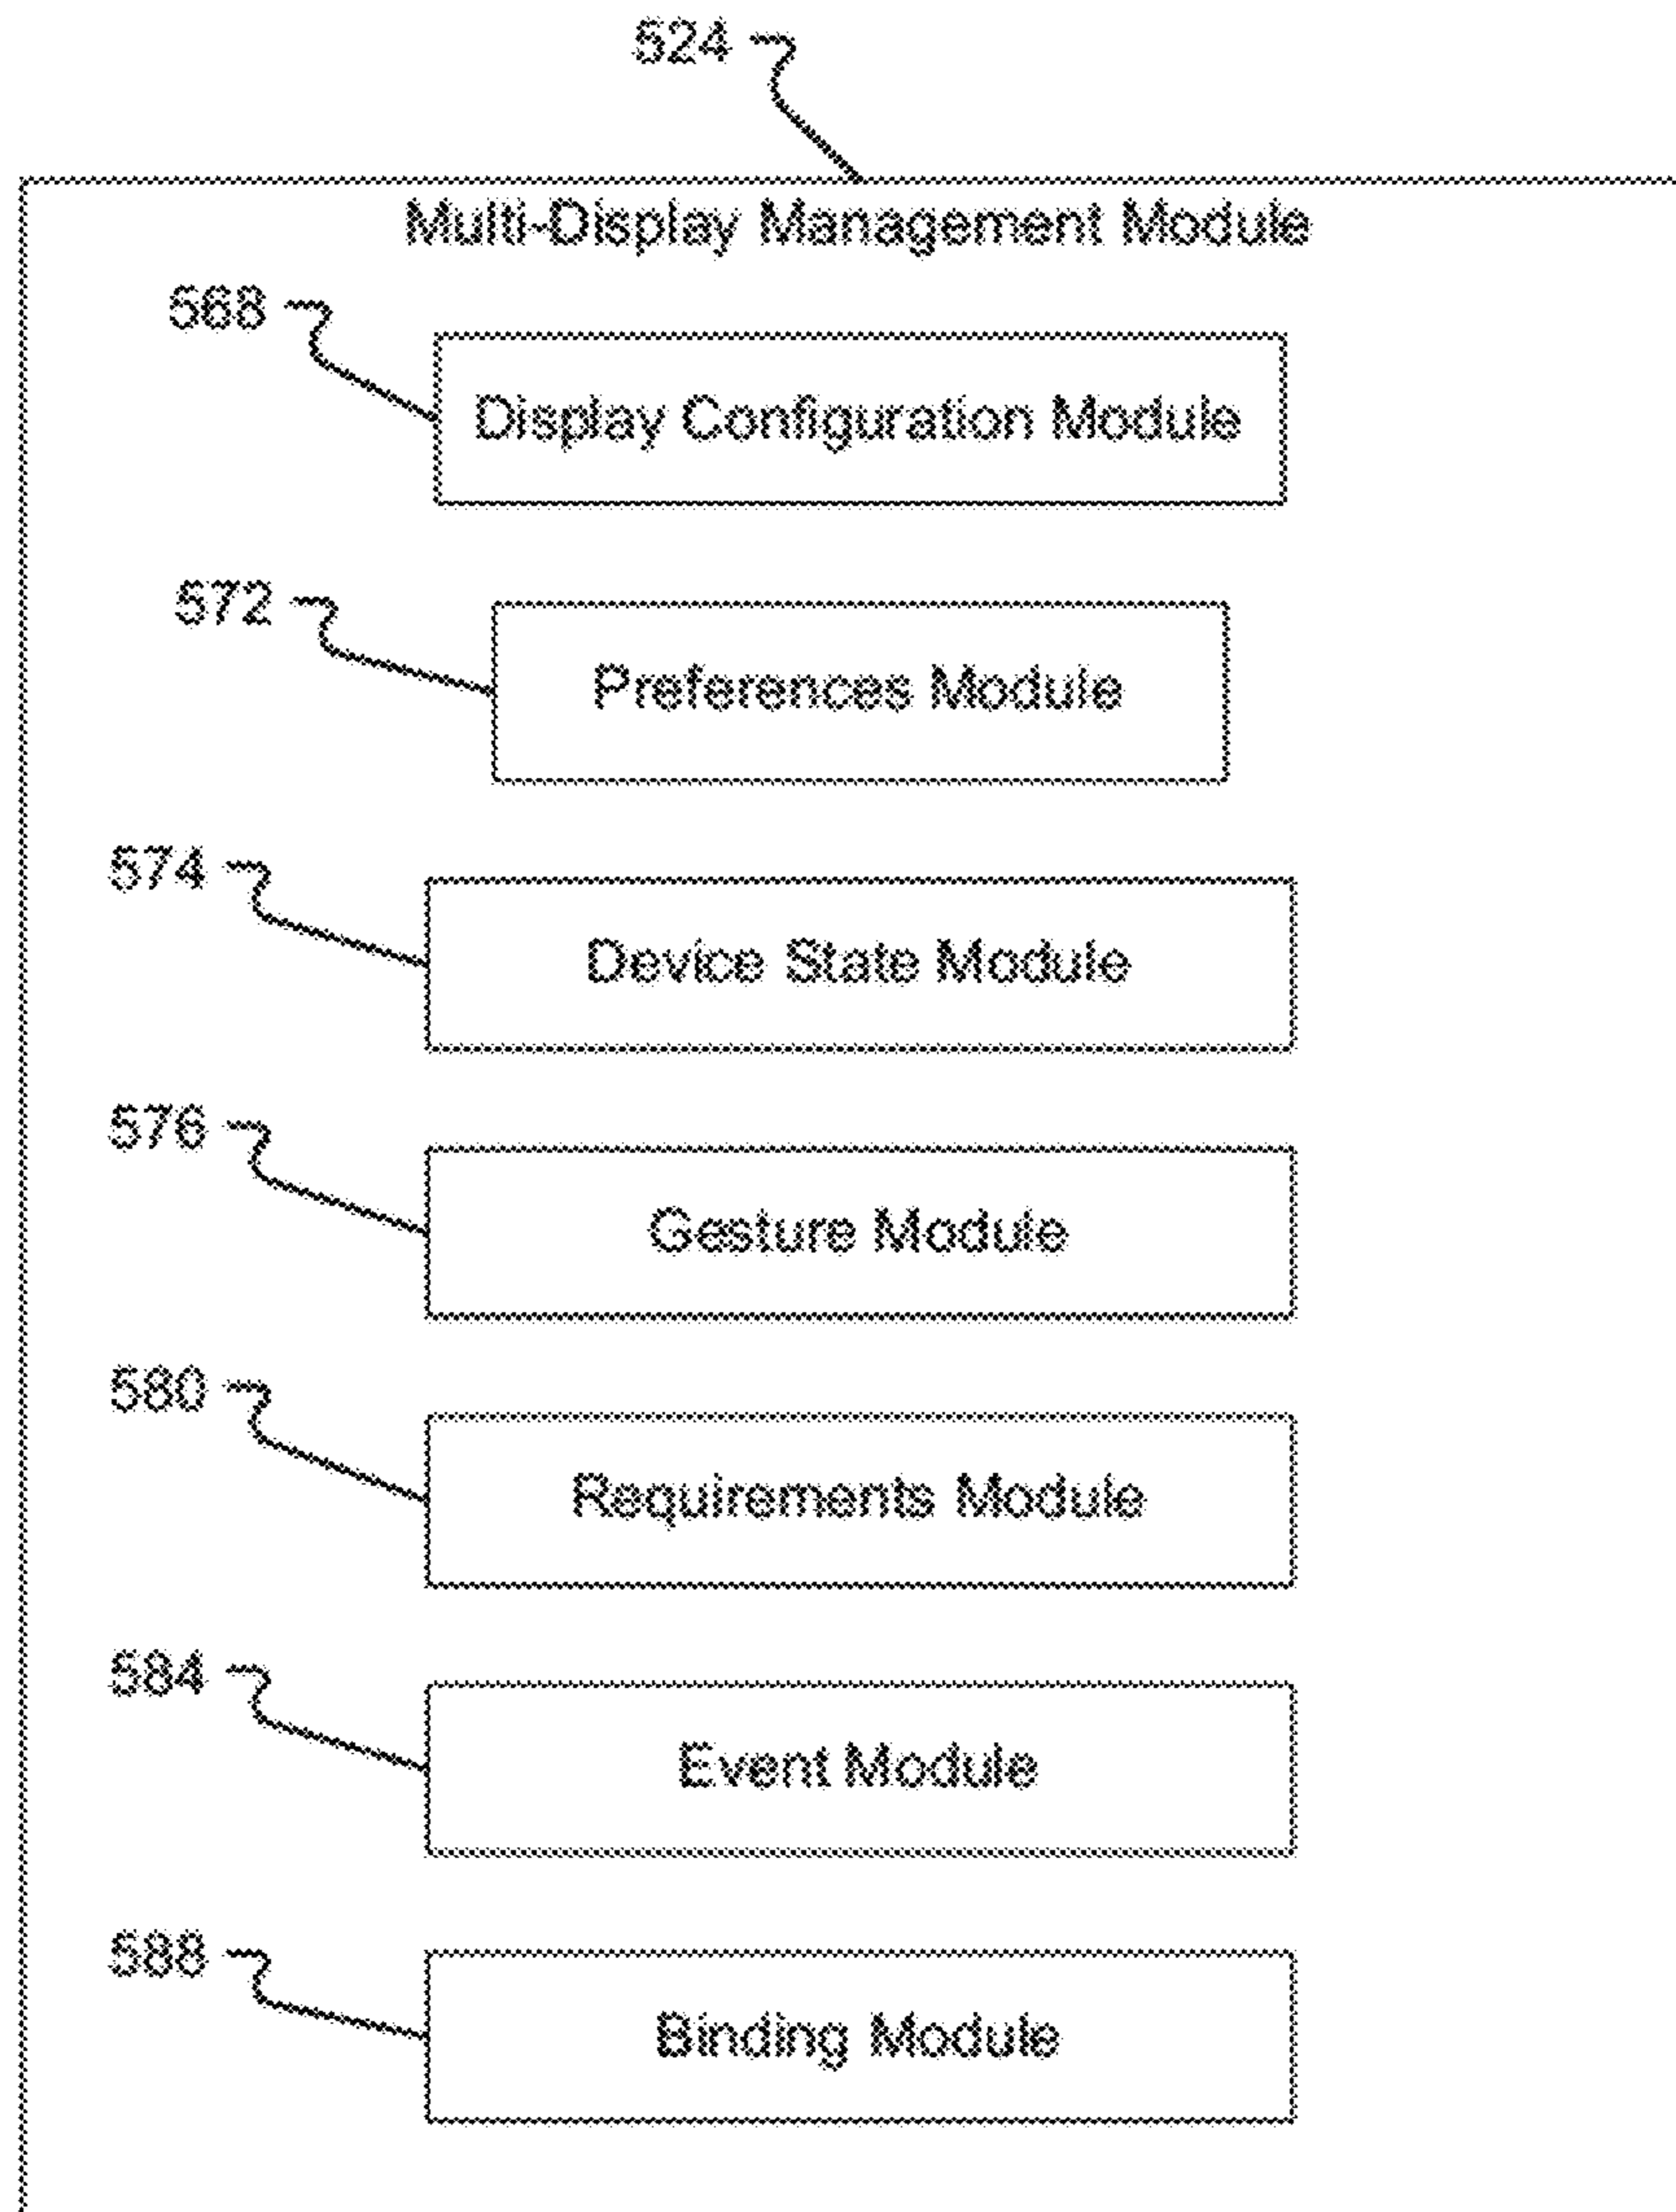 524
Multi-Display Management Module
568
Display Configuration Module
572
Preferences Module
574
Device State Module
576
Gesture Module
580
Requirements Module
584
Event Module
588
Binding Module